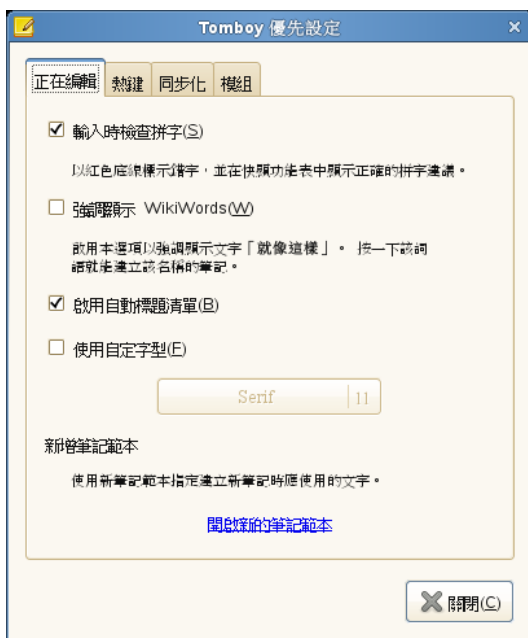 Tomboy 優先設定
正在編輯 熱鍵 同步化 模組
輸入時檢查拼字(S)
以紅色底線標示錯字，並在快顯功能表中顯示正確的拼字建議。
強調顯示 WikiWords(W)
啟用本選項以強調顯示文字「就像這樣」。 按一下該詞
語就能建立該名稱的筆記。
啟用自動標題清單(B)
使用自定字型(F)
Serif 11
新增筆記範本
使用新筆記範本指定建立新筆記時應使用的文字。
開啟新的筆記範本
關閉(C)